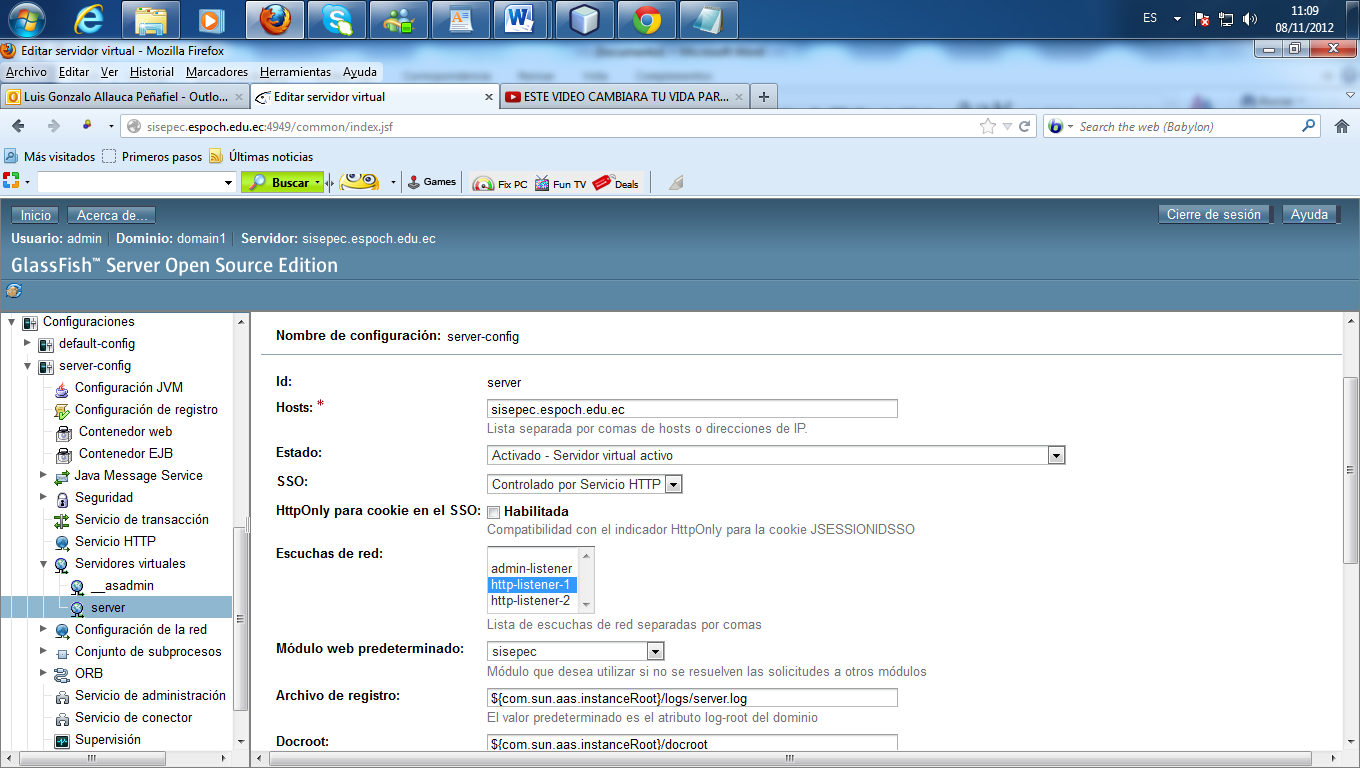 ES
11:09
08/11/2012
Editar servidor virtual - Mozilla Firefox
Archivo Editar Ver Historial Marcadores Herramientas Ayuda
Luis Gonzalo Allauca Peñafiel - Outlo...
Editar servidor virtual
ESTE VIDEO CAMBIARA TU VIDA PAR...
sisepec.espoch.edu.ec:4949/common/index.jsf
Search the web (Babylon)
Más visitados Primeros pasos Últimas noticias
Buscar Games Fix PC Fun TV Deals
Inicio Acerca de... Cierre de sesión Ayuda
Usuario: admin Dominio: domain1 Servidor: sisepec.espoch.edu.ec
GlassFish™ Server Open Source Edition
Configuraciones
default-config
server-config
Configuración JVM
Configuración de registro
Contenedor web
Contenedor EJB
Java Message Service
Seguridad
Servicio de transacción
Servicio HTTP
Servidores virtuales
__asadmin
server
Configuración de la red
Conjunto de subprocesos
ORB
Servicio de administración
Servicio de conector
Supervisión
Nombre de configuración: server-config
Id: server
Hosts: * sisepec.espoch.edu.ec
Lista separada por comas de hosts o direcciones de IP.
Estado: Activado - Servidor virtual activo
SSO: Controlado por Servicio HTTP
HttpOnly para cookie en el SSO: Habilitada
Compatibilidad con el indicador HttpOnly para la cookie JSESSIONIDSSO
Escuchas de red:
admin-listener
http-listener-1
http-listener-2
Lista de escuchas de red separadas por comas
Módulo web predeterminado: sisepec
Módulo que desea utilizar si no se resuelven las solicitudes a otros módulos
Archivo de registro: ${com.sun.aas.instanceRoot}/logs/server.log
El valor predeterminado es el atributo log-root del dominio
Docroot: ${com.sun.aas.instanceRoot}/docroot